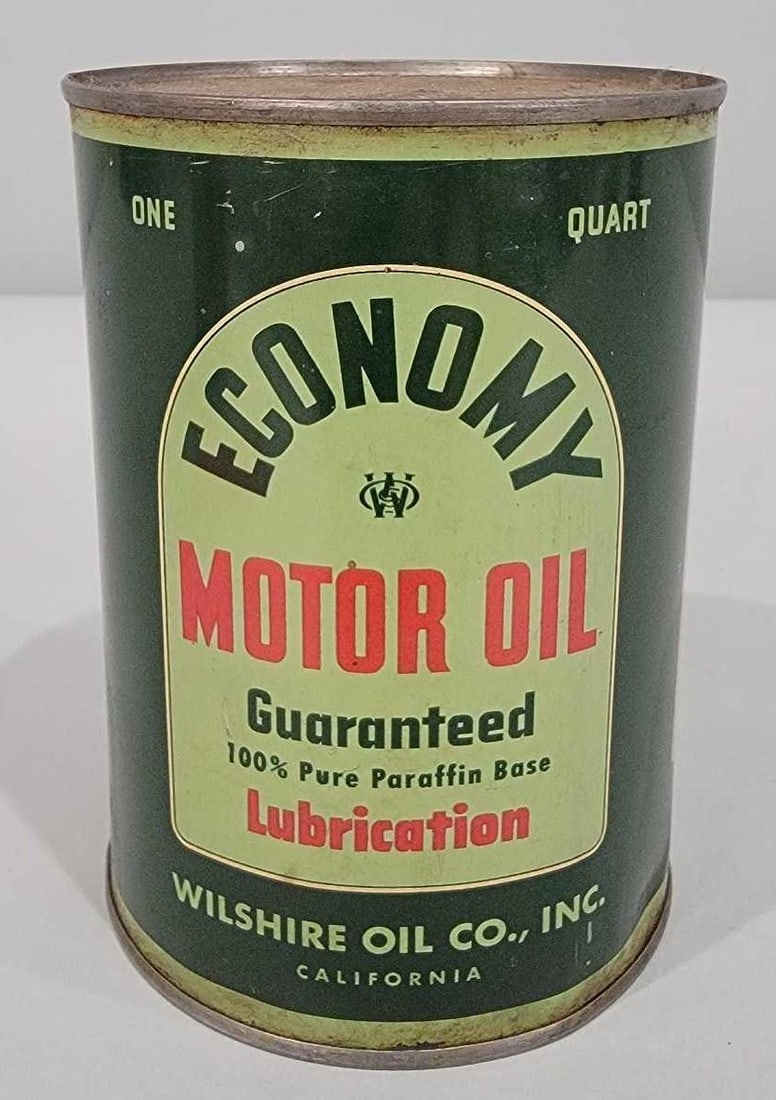 ONE QUART
ECONOMY
MOTOR OIL
Guaranteed
100% Pure Paraffin Base
Lubrication
WILSHIRE OIL CO., INC.
CALIFORNIA